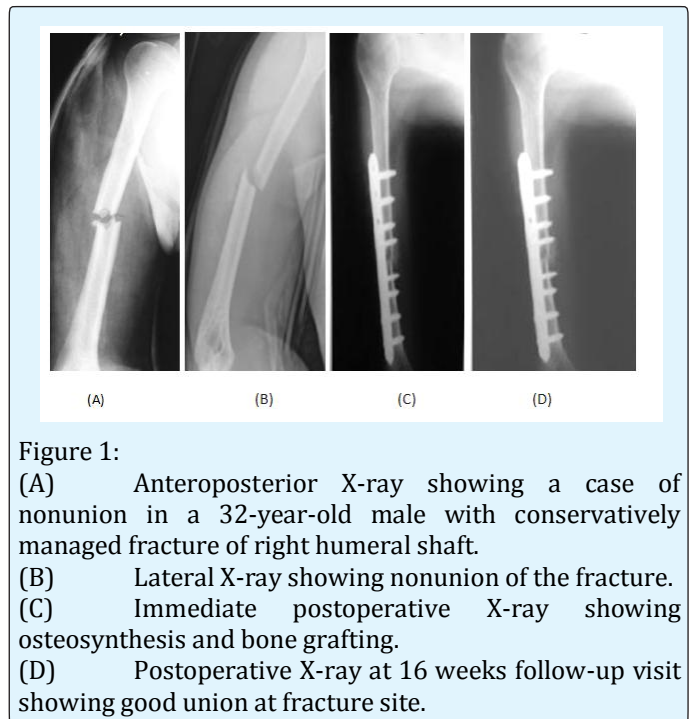 (A) (B) (C) (D)
Figure 1:
(A) Anteroposterior X-ray showing a case of
nonunion in a 32-year-old male with conservatively
managed fracture of right humeral shaft.
(B) Lateral X-ray showing nonunion of the fracture.
(C) Immediate postoperative X-ray showing
osteosynthesis and bone grafting.
(D) Postoperative X-ray at 16 weeks follow-up visit
showing good union at fracture site.